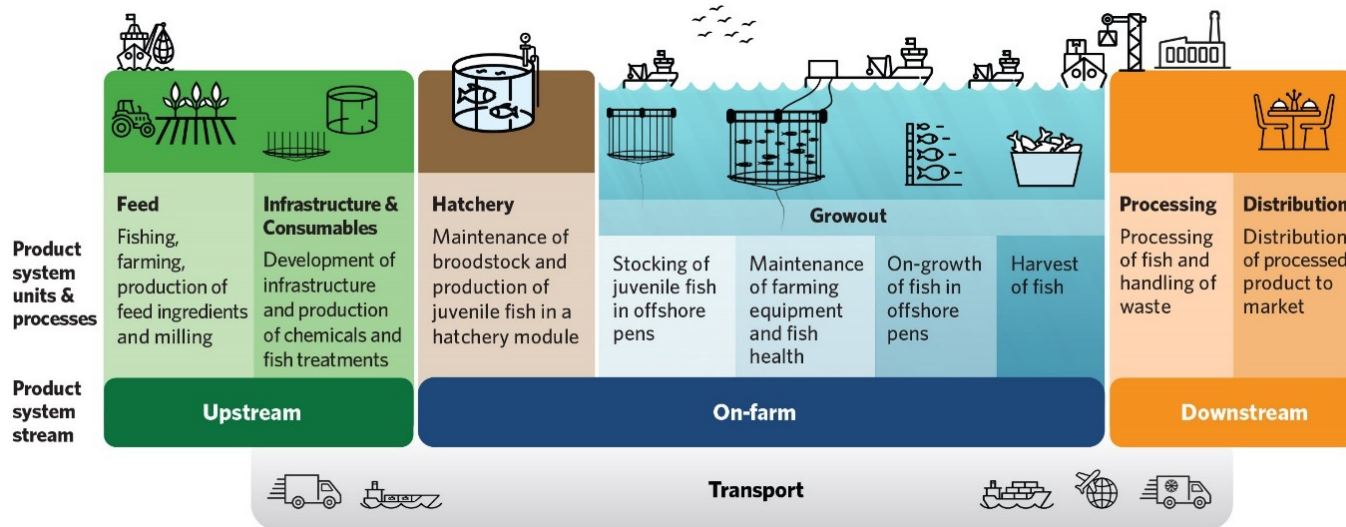 Product
system
units &
processes
Feed
Fishing,
farming,
production of
feed ingredients
and milling
Infrastructure &
Consumables
Development of
infrastructure
and production
of chemicals and
fish treatments
Hatchery
Maintenance of
broodstock and
production of
juvenile fish in a
hatchery module
Growout
Stocking of
juvenile fish
in offshore
pens
Maintenance
of farming
equipment
and fish
health
On-growth
of fish in
offshore
pens
Harvest
of fish
Processing
Processing
of fish and
handling of
waste
Distribution
Distribution
of processed
product to
market
Product
system
stream
Upstream
On-farm
Downstream
Transport